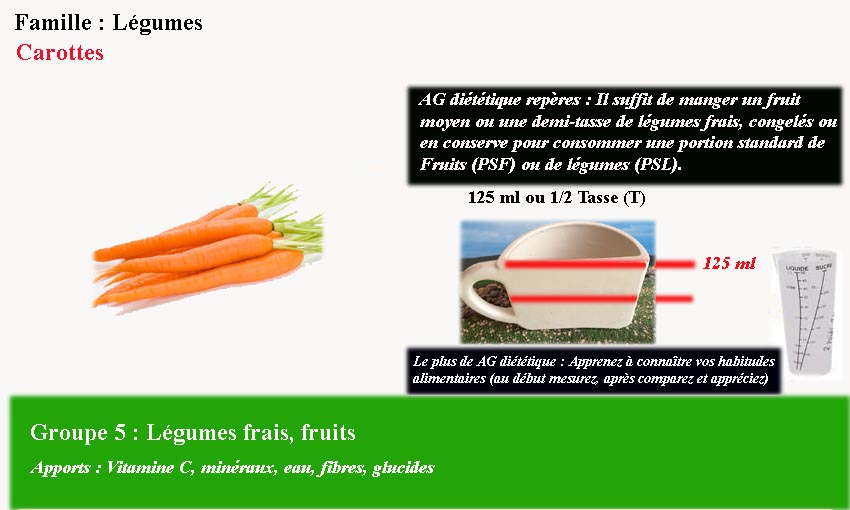 Famille : Légumes
Carottes
AG diététique repères : Il suffit de manger un fruit
moyen ou une demi-tasse de légumes frais, congelés ou
en conserve pour consommer une portion standard de
Fruits (PSF) ou de légumes (PSL).
125 ml ou 1/2 Tasse (T)
125 ml
LIQUIDE SUCRE
Le plus de AG diététique : Apprenez à connaître vos habitudes
alimentaires (au début mesurez, après comparez et appréciez)
Groupe 5 : Légumes frais, fruits
Apports : Vitamine C, minéraux, eau, fibres, glucides